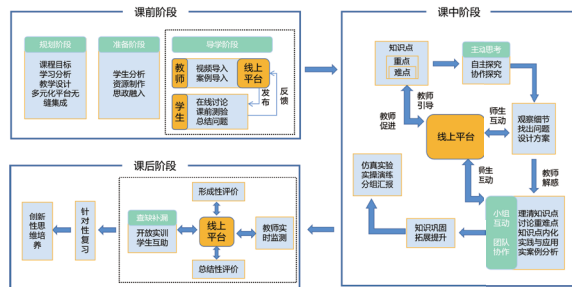 课前阶段
规划阶段
课程目标
学习分析
教学设计
多元化平台无
缝集成
准备阶段
学生分析
资源制作
思政融入
导学阶段
教师
视频导入
案例导入
线上
平台
学生
在线讨论
课前测验
总结问题
发布
反馈
课中阶段
知识点
重点
难点
主动思考
自主探究
协作探究
教师
促进
教师
引导
线上平台
师生
互动
观察细节
找出问题
设计方案
师生
互动
教师
解惑
仿真实验
实操演练
分组汇报
知识巩固
拓展提升
小组
互动
团队
协作
理清知识点
讨论重难点
知识点内化
实践与应用
实案例分析
课后阶段
创新
性思
维培
养
针对
性复
习
查缺补漏
开放实训
学生互动
形成性评价
线上
平台
总结性评价
教师实
时监测